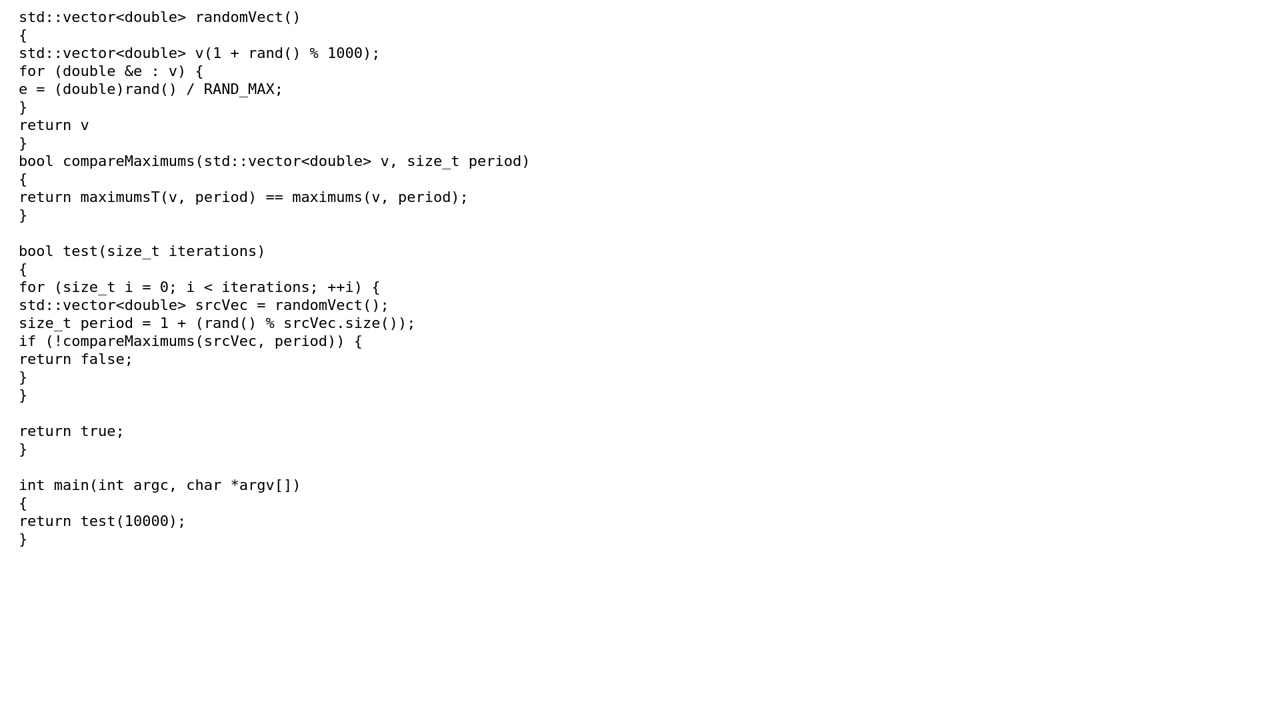 std::vector<double> randomVect()
{
std::vector<double> v(1 + rand() % 1000);
for (double &e : v) {
e = (double)rand() / RAND_MAX;
}
return v
}
bool compareMaximums(std::vector<double> v, size_t period)
{
return maximumsT(v, period) == maximums(v, period);
}

bool test(size_t iterations)
{
for (size_t i = 0; i < iterations; ++i) {
std::vector<double> srcVec = randomVect();
size_t period = 1 + (rand() % srcVec.size());
if (!compareMaximums(srcVec, period)) {
return false;
}
}

return true;
}

int main(int argc, char *argv[])
{
return test(10000);
}